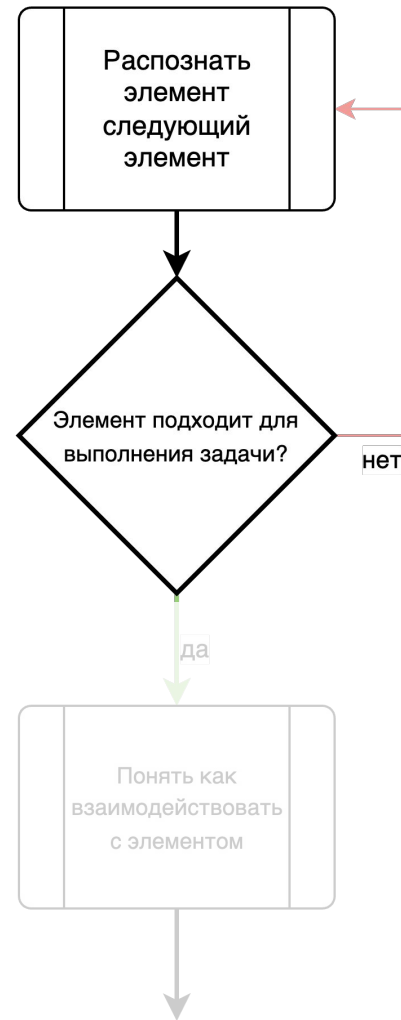 Распознать
элемент
следующий
элемент
Элемент подходит для
выполнения задачи?
нет
да
Понять как
взаимодействовать
с элементом